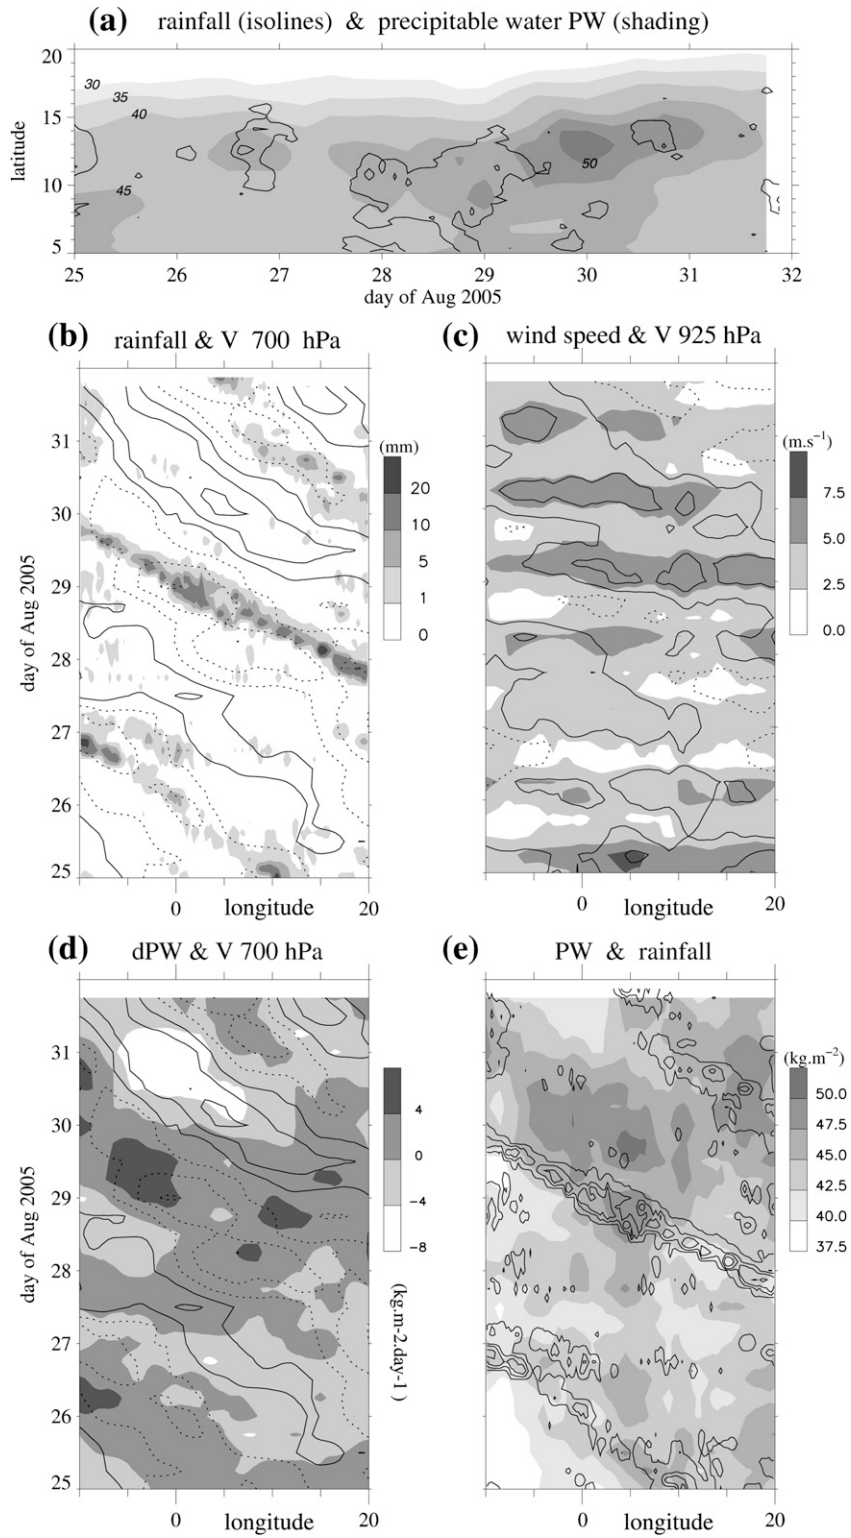 (a) rainfall (isolines) & precipitable water PW (shading)
20
15
10
5
latitude
30
35
40
45
50
25 26 27 28 29 30 31 32
day of Aug 2005
(b) rainfall & V 700 hPa
31
30
29
28
27
26
25
day of Aug 2005
0 longitude 20
(mm)
20
10
5
1
0
(c) wind speed & V 925 hPa
0 longitude 20
(m.s−1)
7.5
5.0
2.5
0.0
(d) dPW & V 700 hPa
31
30
29
28
27
26
25
day of Aug 2005
0 longitude 20
4
0
−4
−8
(kg.m-2.day-1 )
(e) PW & rainfall
0 longitude 20
(kg.m−2)
50.0
47.5
45.0
42.5
40.0
37.5